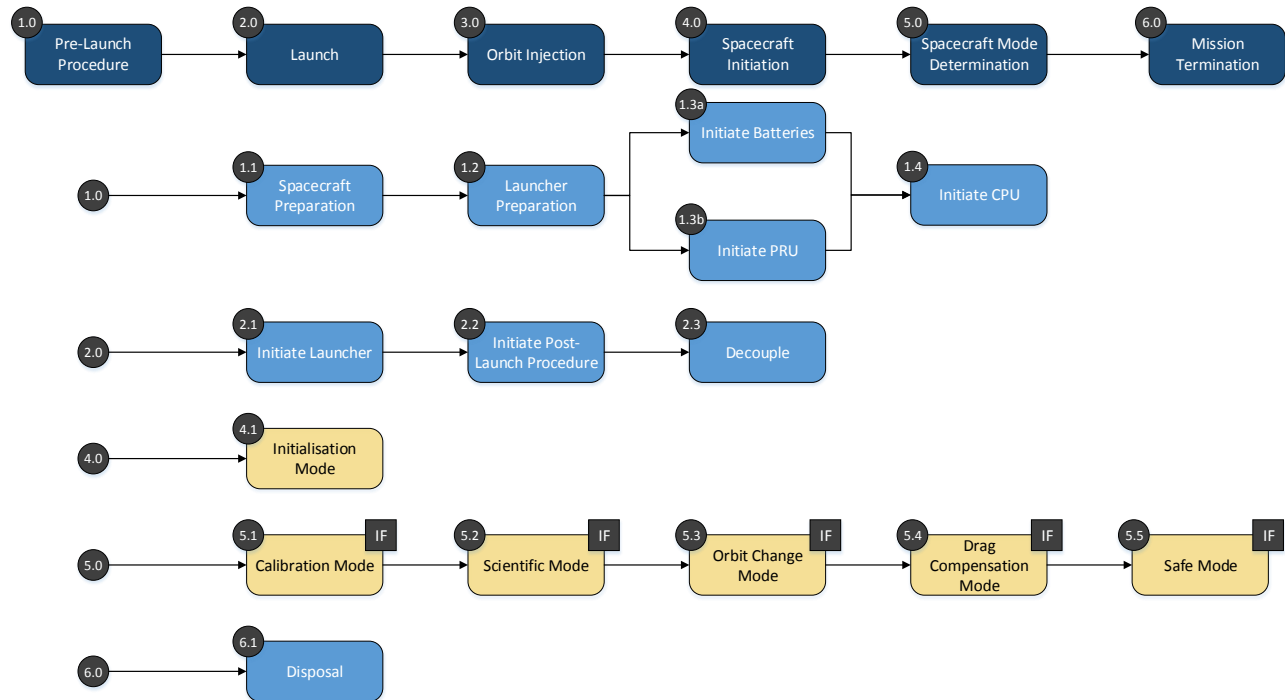 1.0
Pre-Launch
Procedure
2.0
Launch
3.0
Orbit Injection
4.0
Spacecraft
Initiation
5.0
Spacecraft Mode
Determination
6.0
Mission
Termination
1.0
1.1
Spacecraft
Preparation
1.2
Launcher
Preparation
1.3a
Initiate Batteries
1.3b
Initiate PRU
1.4
Initiate CPU
2.0
2.1
Initiate Launcher
2.2
Initiate Post-
Launch Procedure
2.3
Decouple
4.0
4.1
Initialisation
Mode
5.0
5.1
IF
Calibration Mode
5.2
IF
Scientific Mode
5.3
IF
Orbit Change
Mode
5.4
IF
Drag
Compensation
Mode
5.5
IF
Safe Mode
6.0
6.1
Disposal